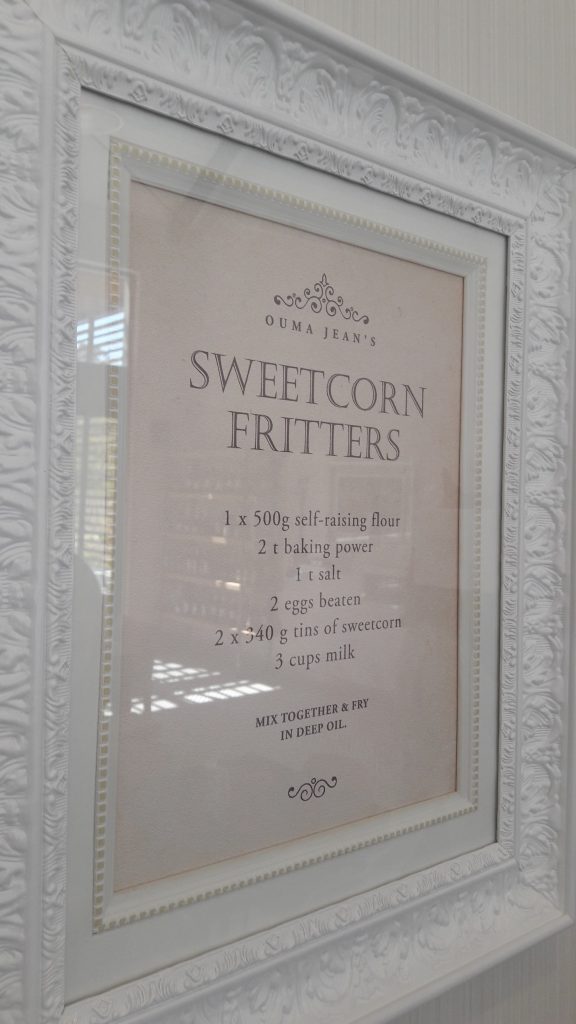 OUMA JEAN'S
SWEETCORN
FRITTERS
1 x 500g self-raising flour
2 t baking power
1 t salt
2 eggs beaten
2 x 340 g tins of sweetcorn
3 cups milk
MIX TOGETHER & FRY
IN DEEP OIL.